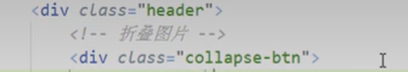 <div class="header">
<!-- 折叠图片 -->
<div class="collapse-btn">